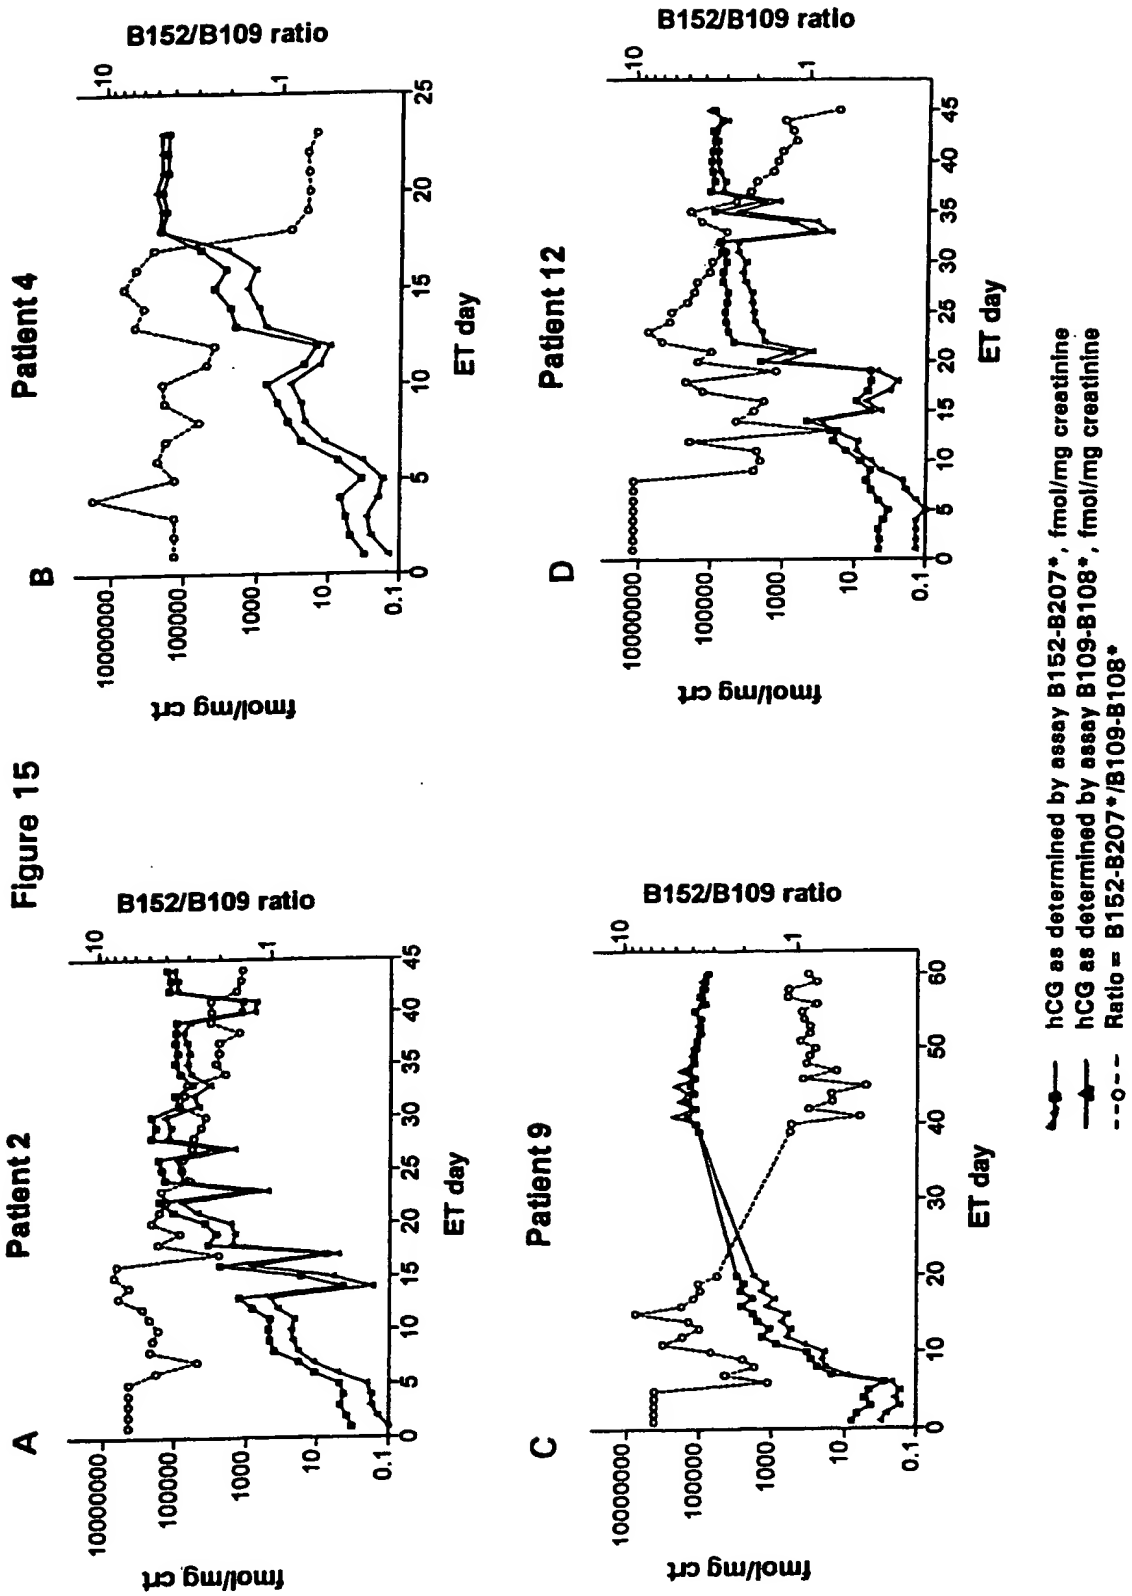 Figure 15
A
Patient 2
fmol/mg crt
10000000
100000
1000
10
0.1
0
5
10
15
20
25
30
35
40
45
ET day
B152/B109 ratio
10
1
B
Patient 4
fmol/mg crt
10000000
100000
1000
10
0.1
0
5
10
15
20
25
ET day
B152/B109 ratio
10
1
C
Patient 9
fmol/mg crt
1000000
100000
1000
10
0.1
0
10
20
30
40
50
60
ET day
B152/B109 ratio
10
1
D
Patient 12
fmol/mg crt
10000000
100000
1000
10
0.1
0
5
10
15
20
25
30
35
40
45
ET day
B152/B109 ratio
10
1
hCG as determined by assay B152-B207*, fmol/mg creatinine
hCG as determined by assay B109-B108*, fmol/mg creatinine
Ratio = B152-B207*/B109-B108*